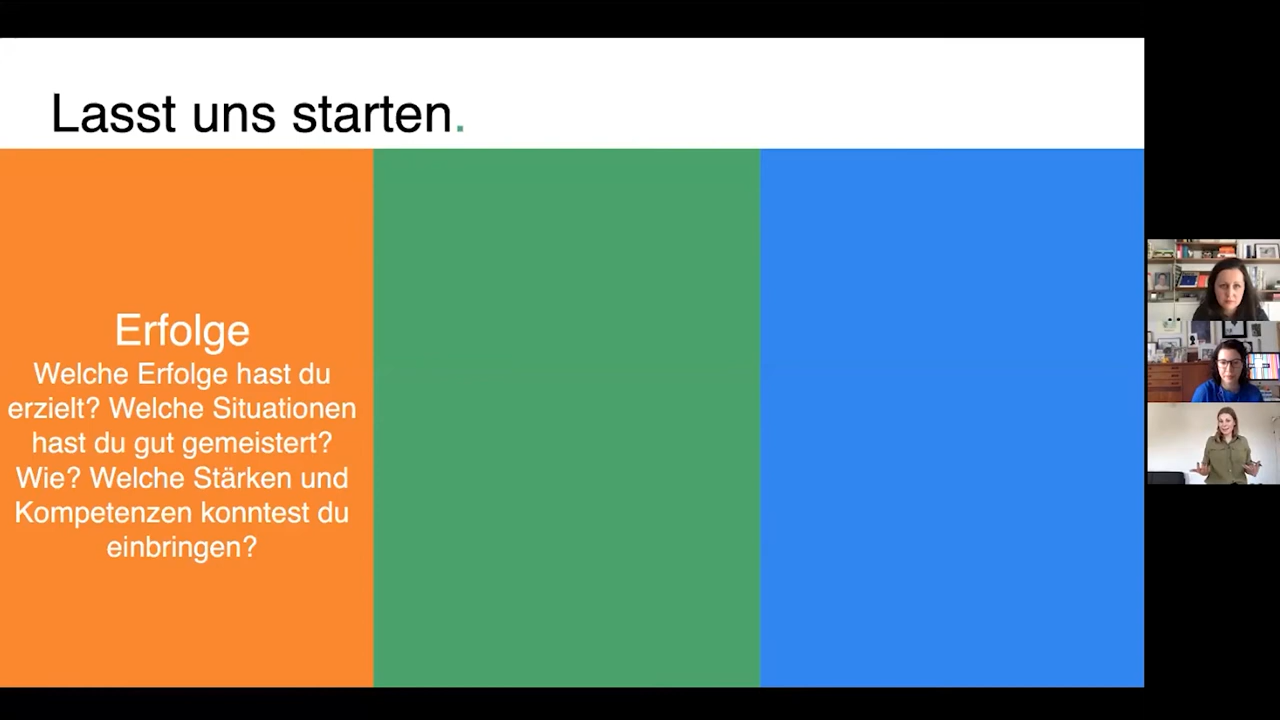 Lasst uns starten.
Erfolge
Welche Erfolge hast du
erzielt? Welche Situationen
hast du gut gemeistert?
Wie? Welche Stärken und
Kompetenzen konntest du
einbringen?